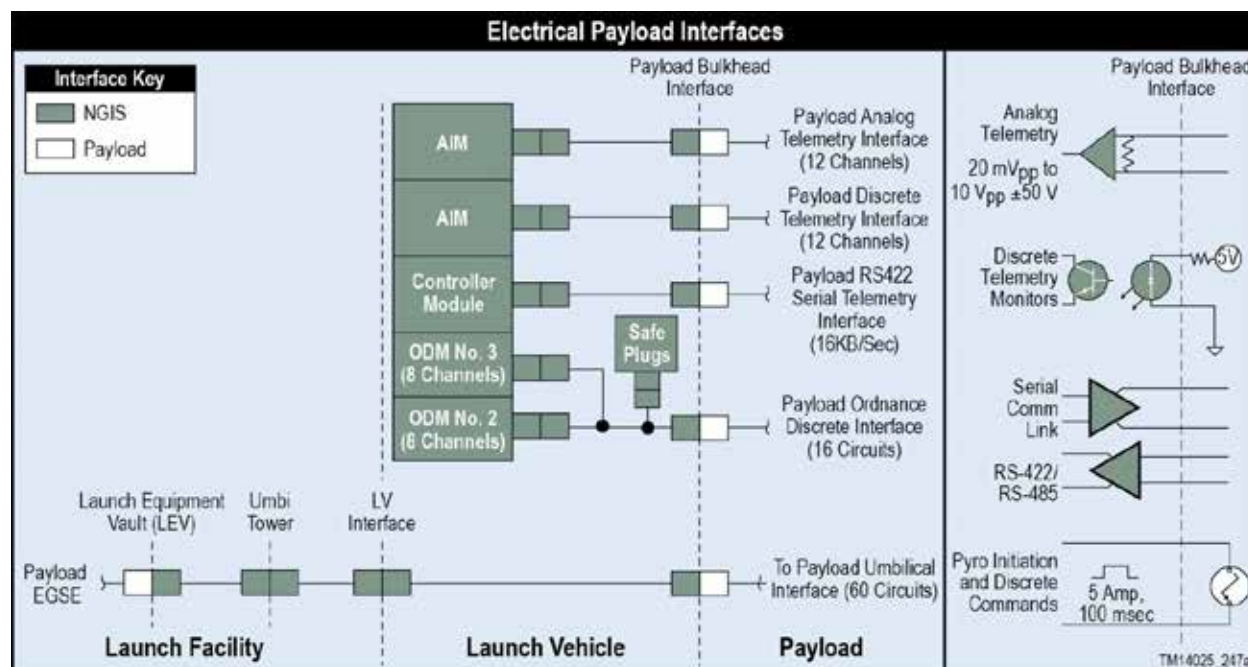 Electrical Payload Interfaces
Interface Key
NGIS
Payload
Payload Bulkhead
Interface
AIM
Payload Analog
Telemetry Interface
(12 Channels)
AIM
Payload Discrete
Telemetry Interface
(12 Channels)
Controller
Module
Payload RS422
Serial Telemetry
Interface
(16KB/Sec)
Safe
Plugs
ODM No. 3
(8 Channels)
ODM No. 2
(8 Channels)
Payload Ordnance
Discrete Interface
(16 Circuits)
Launch Equipment
Vault (LEV)
Umbi
Tower
LV
Interface
Payload
EGSE
To Payload Umbilical
Interface (60 Circuits)
Launch Facility
Launch Vehicle
Payload
Payload Bulkhead
Interface
Analog
Telemetry
20 mVpp to
10 Vpp ±50 V
Discrete
Telemetry
Monitors
5V
Serial
Comm
Link
RS-422/
RS-485
Pyro Initiation
and Discrete
Commands
5 Amp,
100 msec